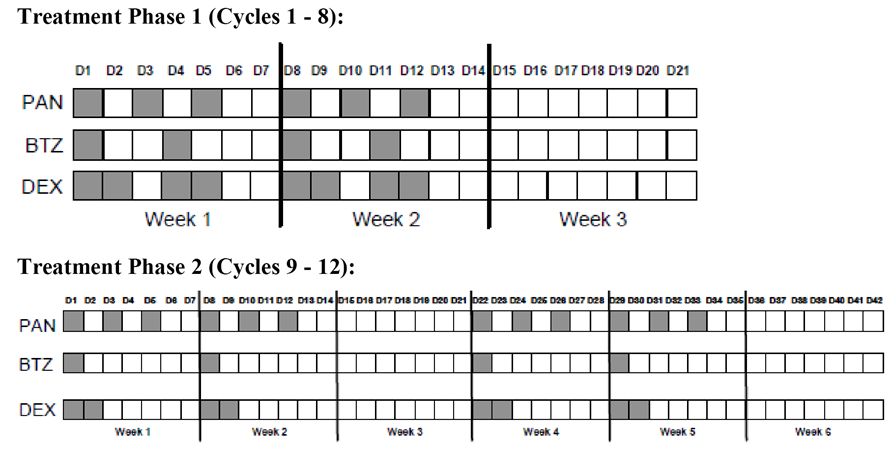 Treatment Phase 1 (Cycles 1 - 8):
D1 D2 D3 D4 D5 D6 D7 D8 D9 D10 D11 D12 D13 D14 D15 D16 D17 D18 D19 D20 D21
PAN
BTZ
DEX
Week 1 Week 2 Week 3
Treatment Phase 2 (Cycles 9 - 12):
D1 D2 D3 D4 D5 D6 D7 D8 D9 D10 D11 D12 D13 D14 D15 D16 D17 D18 D19 D20 D21 D22 D23 D24 D25 D26 D27 D28 D29 D30 D31 D32 D33 D34 D35 D36 D37 D38 D39 D40 D41 D42
PAN
BTZ
DEX
Week 1 Week 2 Week 3 Week 4 Week 5 Week 6